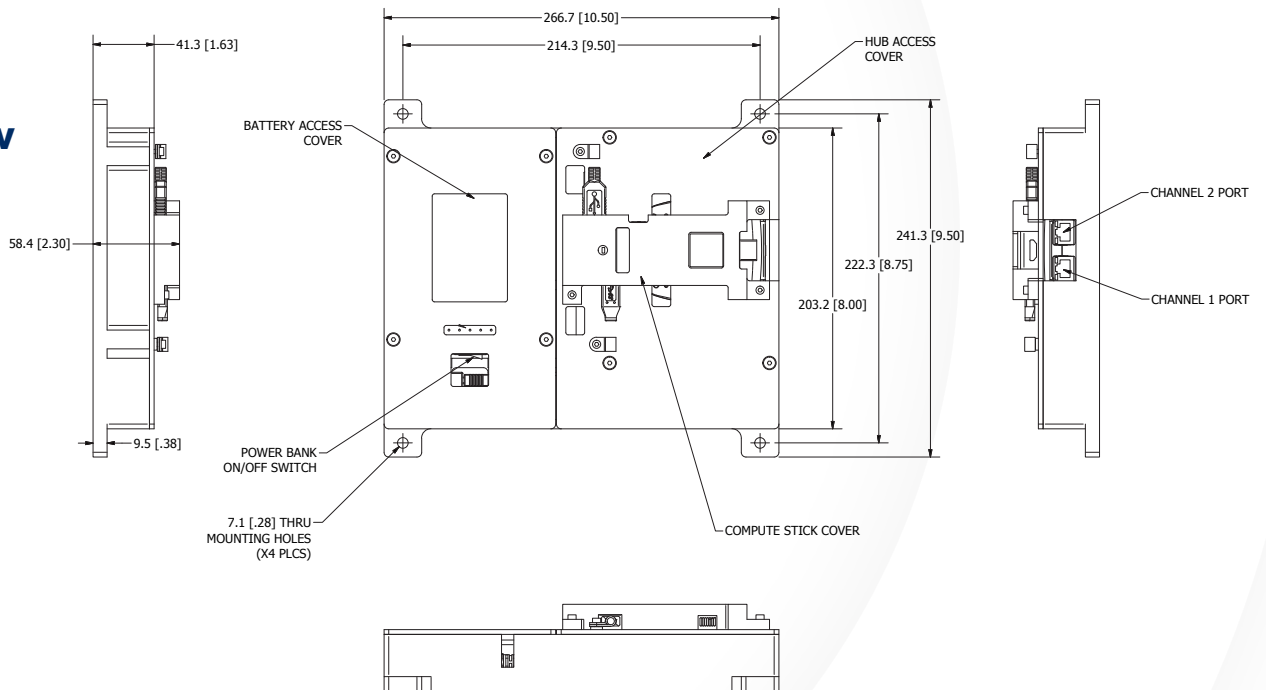 266.7 [10.50]
214.3 [9.50]
41.3 [1.63]
HUB ACCESS
COVER
BATTERY ACCESS
COVER
CHANNEL 2 PORT
58.4 [2.30]
241.3 [9.50]
222.3 [8.75]
CHANNEL 1 PORT
203.2 [8.00]
9.5 [.38]
POWER BANK
ON/OFF SWITCH
7.1 [.28] THRU
MOUNTING HOLES
(X4 PLCS)
COMPUTE STICK COVER